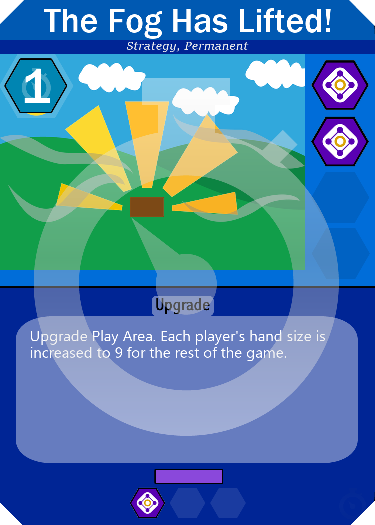 The Fog Has Lifted!
Strategy, Permanent
1
Upgrade
Upgrade Play Area. Each player's hand size is
increased to 9 for the rest of the game.